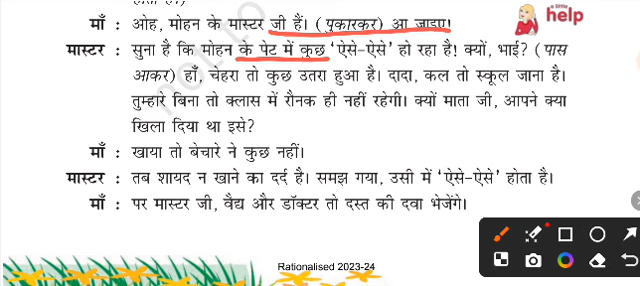 माँ : ओह, मोहन के मास्टर जी हैं। (पुकारकर) आ जाइए!
a little help
मास्टर : सुना है कि मोहन के पेट में कुछ ‘ऐसे-ऐसे’ हो रहा है! क्यों, भाई? (पास
आकर) हाँ, चेहरा तो कुछ उतरा हुआ है। दादा, कल तो स्कूल जाना है।
तुम्हारे बिना तो क्लास में रौनक ही नहीं रहेगी। क्यों माता जी, आपने क्या
खिला दिया था इसे?
माँ : खाया तो बेचारे ने कुछ नहीं।
मास्टर : तब शायद न खाने का दर्द है। समझ गया, उसी में ‘ऐसे-ऐसे’ होता है।
माँ : पर मास्टर जी, वैद्य और डॉक्टर तो दस्त की दवा भेजेंगे।
Rationalised 2023-24